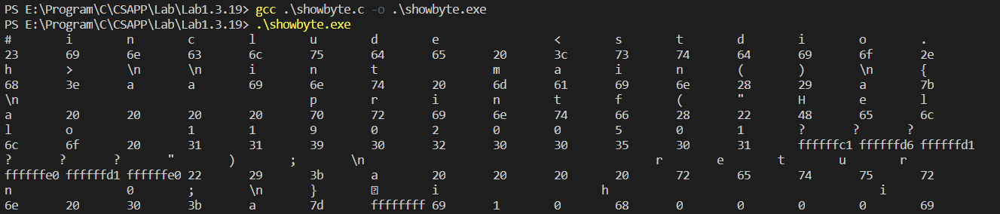 PS E:\Program\C\CSAPP\Lab\Lab1.3.19> gcc .\showbyte.c -o .\showbyte.exe
PS E:\Program\C\CSAPP\Lab\Lab1.3.19> .\showbyte.exe
# i n c l u d e < s t d i o .
23 69 6e 63 6c 75 64 65 20 3c 73 74 64 69 6f 2e
h > \n \n i n t m a i n ( ) \n {
68 3e a a 69 6e 74 20 6d 61 69 6e 28 29 a 7b
\n p r i n t f ( " H e l
a 20 20 20 20 70 72 69 6e 74 66 28 22 48 65 6c
l o 1 1 9 0 2 0 0 5 0 1 ? ? ?
6c 6f 20 31 31 39 30 32 30 30 35 30 31 ffffffc1 ffffffd6 ffffffd1
? ? ? " ) ; \n r e t u r
ffffffe0 ffffffd1 ffffffe0 22 29 3b a 20 20 20 20 72 65 74 75 72
n 0 ; \n } i h i
6e 20 30 3b a 7d ffffffff 69 1 0 68 0 0 0 0 69